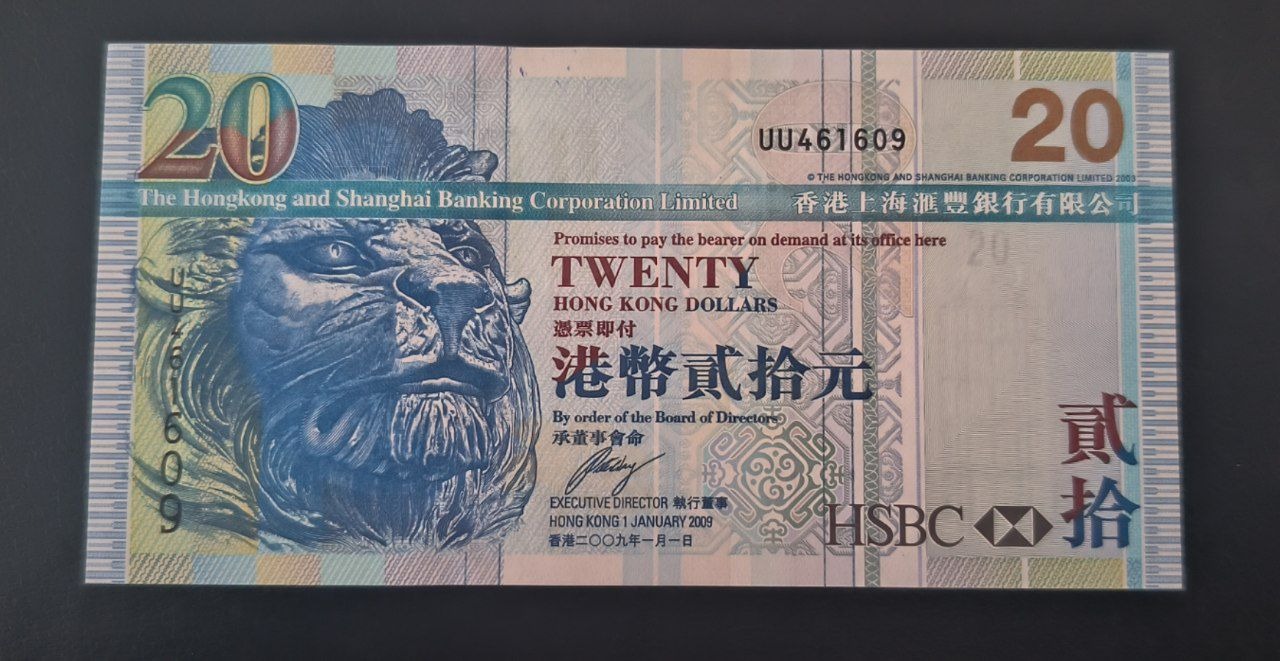 20
UU461609
20
© THE HONGKONG AND SHANGHAI BANKING CORPORATION LIMITED 2003
The Hongkong and Shanghai Banking Corporation Limited 香港上海滙豐銀行有限公司
Promises to pay the bearer on demand at its office here
20
TWENTY
HONG KONG DOLLARS
憑票即付
港幣貳拾元
By order of the Board of Directors
承董事會命
EXECUTIVE DIRECTOR 執行董事
HONG KONG 1 JANUARY 2009
香港二〇〇九年一月一日
UU461609
HSBC
貳拾